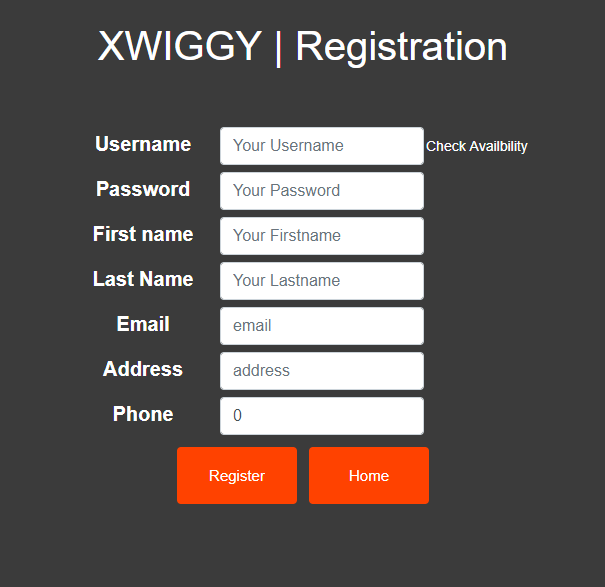 XWIGGY | Registration
Username Your Username Check Availbility
Password Your Password
First name Your Firstname
Last Name Your Lastname
Email email
Address address
Phone 0
Register Home